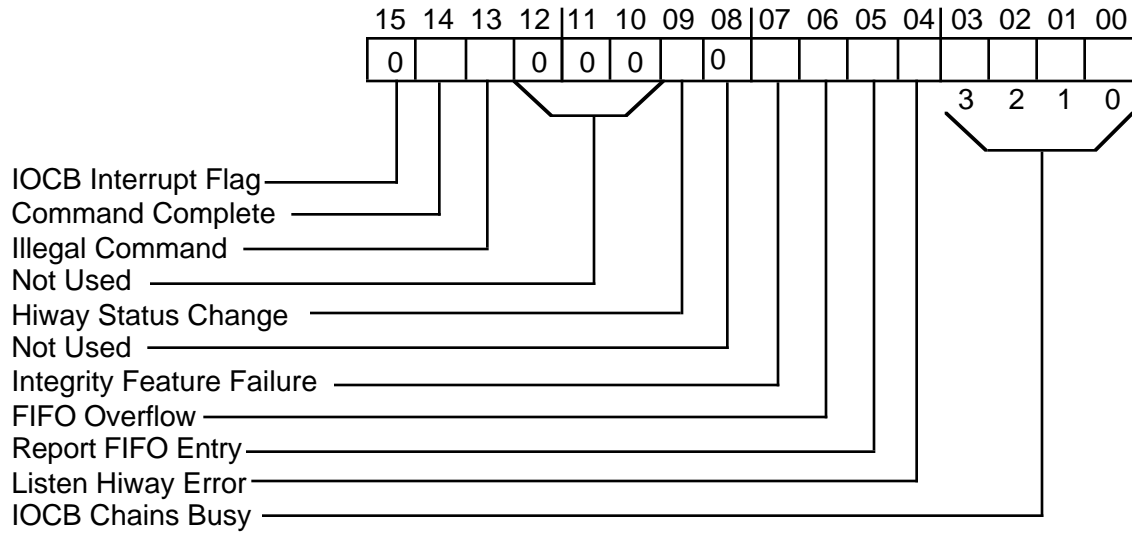 15 14 13 12 11 10 09 08 07 06 05 04 03 02 01 00
0 0 0 0 0
3 2 1 0
IOCB Interrupt Flag
Command Complete
Illegal Command
Not Used
Hiway Status Change
Not Used
Integrity Feature Failure
FIFO Overflow
Report FIFO Entry
Listen Hiway Error
IOCB Chains Busy